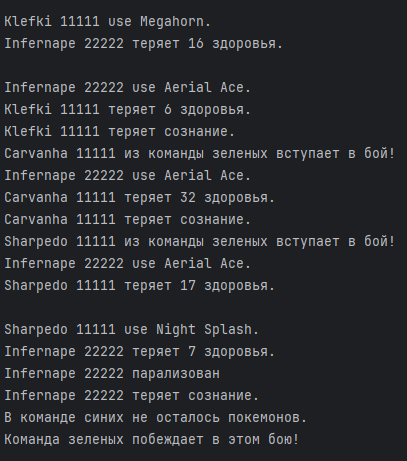 Klefki 11111 use Megahorn.
Infernape 22222 теряет 16 здоровья.
Infernape 22222 use Aerial Ace.
Klefki 11111 теряет 6 здоровья.
Klefki 11111 теряет сознание.
Carvanha 11111 из команды зеленых вступает в бой!
Infernape 22222 use Aerial Ace.
Carvanha 11111 теряет 32 здоровья.
Carvanha 11111 теряет сознание.
Sharpedo 11111 из команды зеленых вступает в бой!
Infernape 22222 use Aerial Ace.
Sharpedo 11111 теряет 17 здоровья.
Sharpedo 11111 use Night Splash.
Infernape 22222 теряет 7 здоровья.
Infernape 22222 парализован
Infernape 22222 теряет сознание.
В команде синих не осталось покемонов.
Команда зеленых побеждает в этом бою!